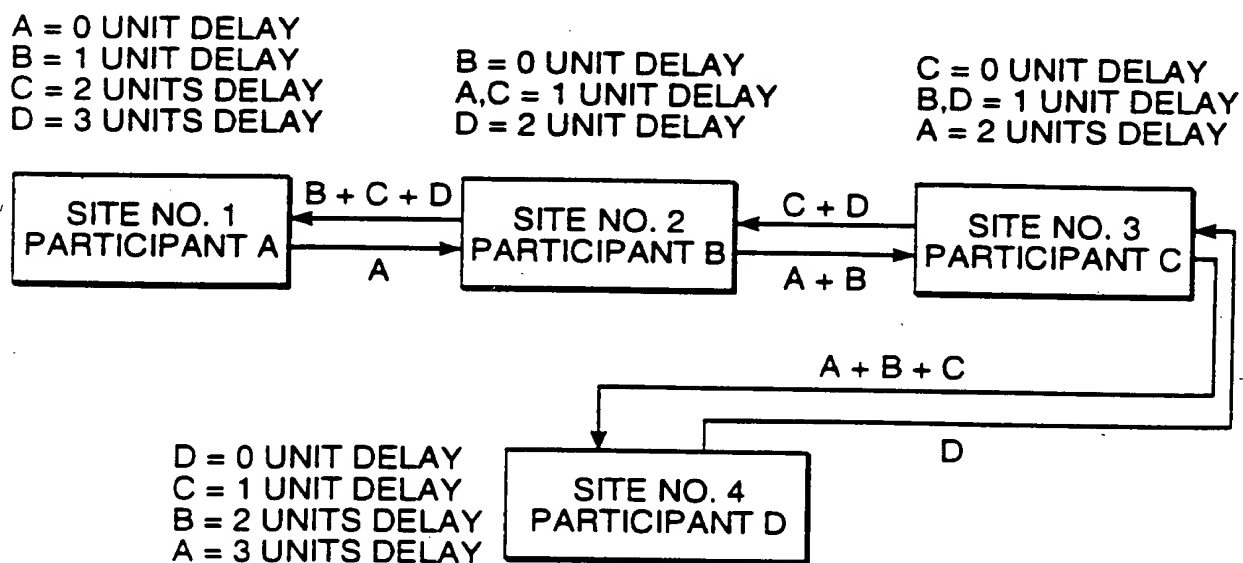 A = 0 UNIT DELAY
B = 1 UNIT DELAY
C = 2 UNITS DELAY
D = 3 UNITS DELAY
B = 0 UNIT DELAY
A,C = 1 UNIT DELAY
D = 2 UNIT DELAY
C = 0 UNIT DELAY
B,D = 1 UNIT DELAY
A = 2 UNITS DELAY
SITE NO. 1
PARTICIPANT A
B + C + D
A
SITE NO. 2
PARTICIPANT B
C + D
A + B
SITE NO. 3
PARTICIPANT C
A + B + C
D
D = 0 UNIT DELAY
C = 1 UNIT DELAY
B = 2 UNITS DELAY
A = 3 UNITS DELAY
SITE NO. 4
PARTICIPANT D